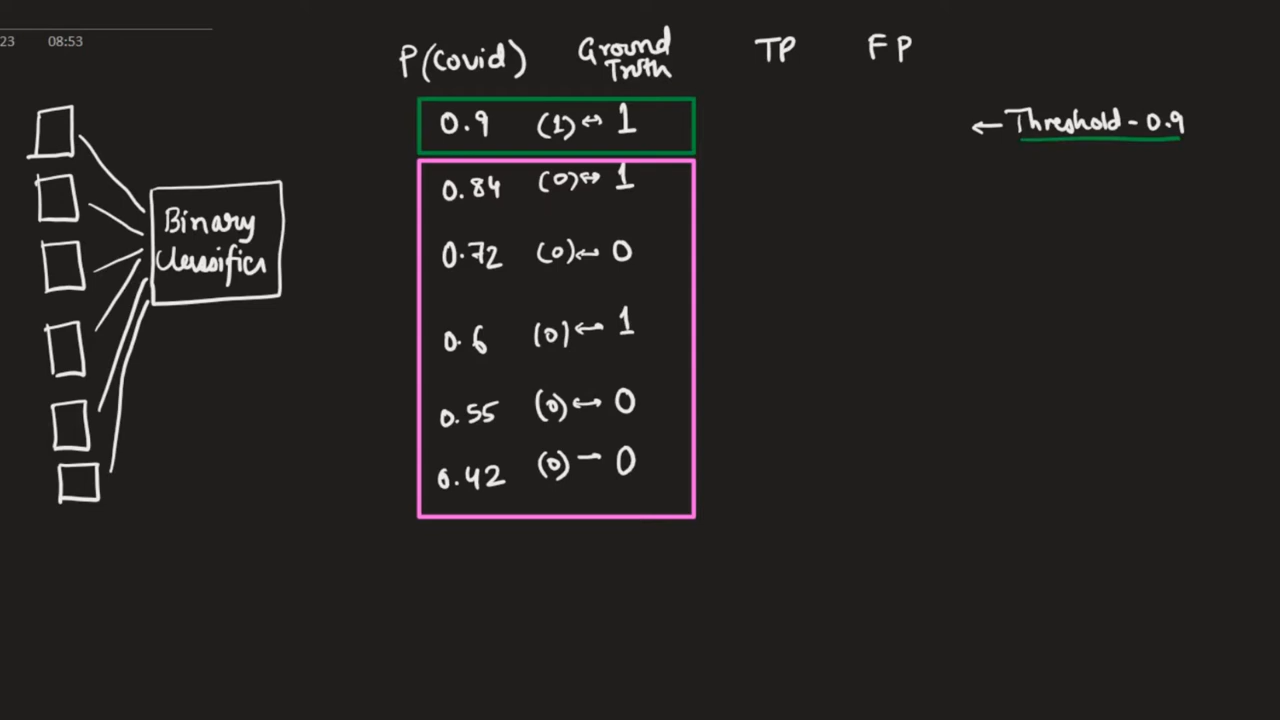 23 08:53
P(Covid) Ground Truth TP FP
0.9 (1) ↔ 1 ← Threshold - 0.9
0.84 (0) ↔ 1
0.72 (0) ↔ 0
0.6 (0) ↔ 1
0.55 (0) ↔ 0
0.42 (0) — 0
Binary
Classifier